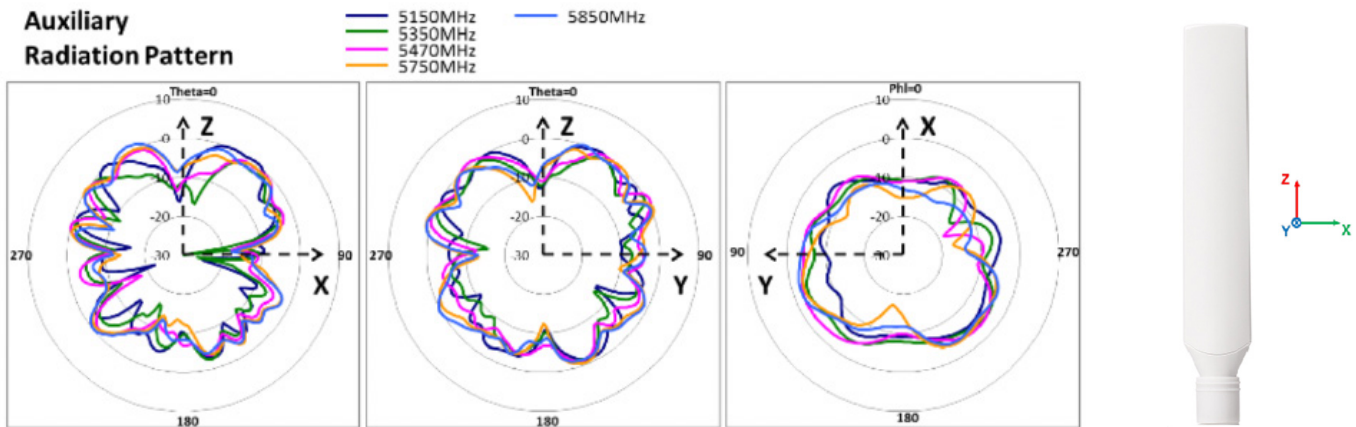 Auxiliary
Radiation Pattern
5150MHz
5350MHz
5470MHz
5750MHz
5850MHz
Theta=0
10
Z
0
-10
-20
-30
270
90
X
180
Theta=0
10
Z
0
-10
-20
-30
270
90
Y
180
Phi=0
10
X
0
-10
-20
-30
90
270
Y
180
Z
Y
X